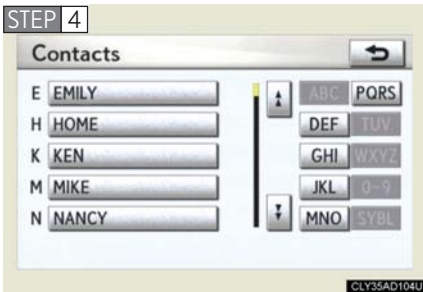 STEP 4
Contacts
E EMILY
H HOME
K KEN
M MIKE
N NANCY
ABC PQRS
DEF TUV
GHI WXYZ
JKL 0-9
MNO SYBL
CLY35AD104U